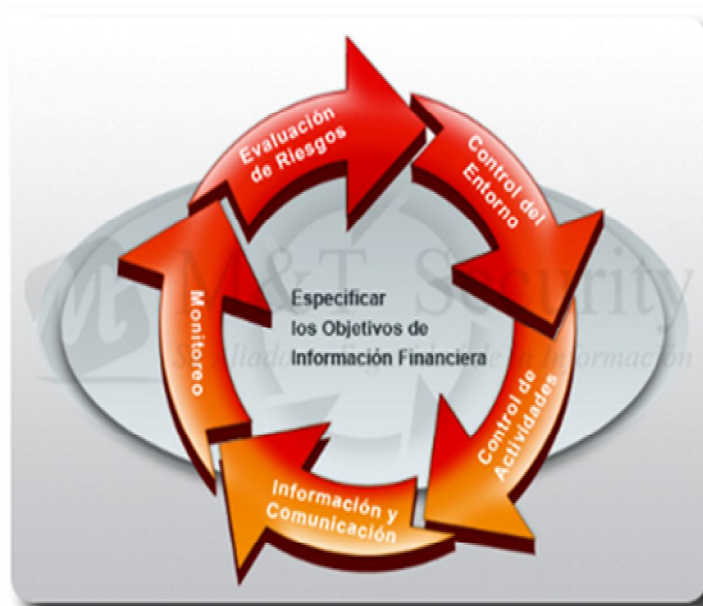 Evaluación
de Riesgos
Control del
Entorno
M&T Security
Especificar
los Objetivos de
Información Financiera
Monitoreo
Control de
Actividades
Información y
Comunicación